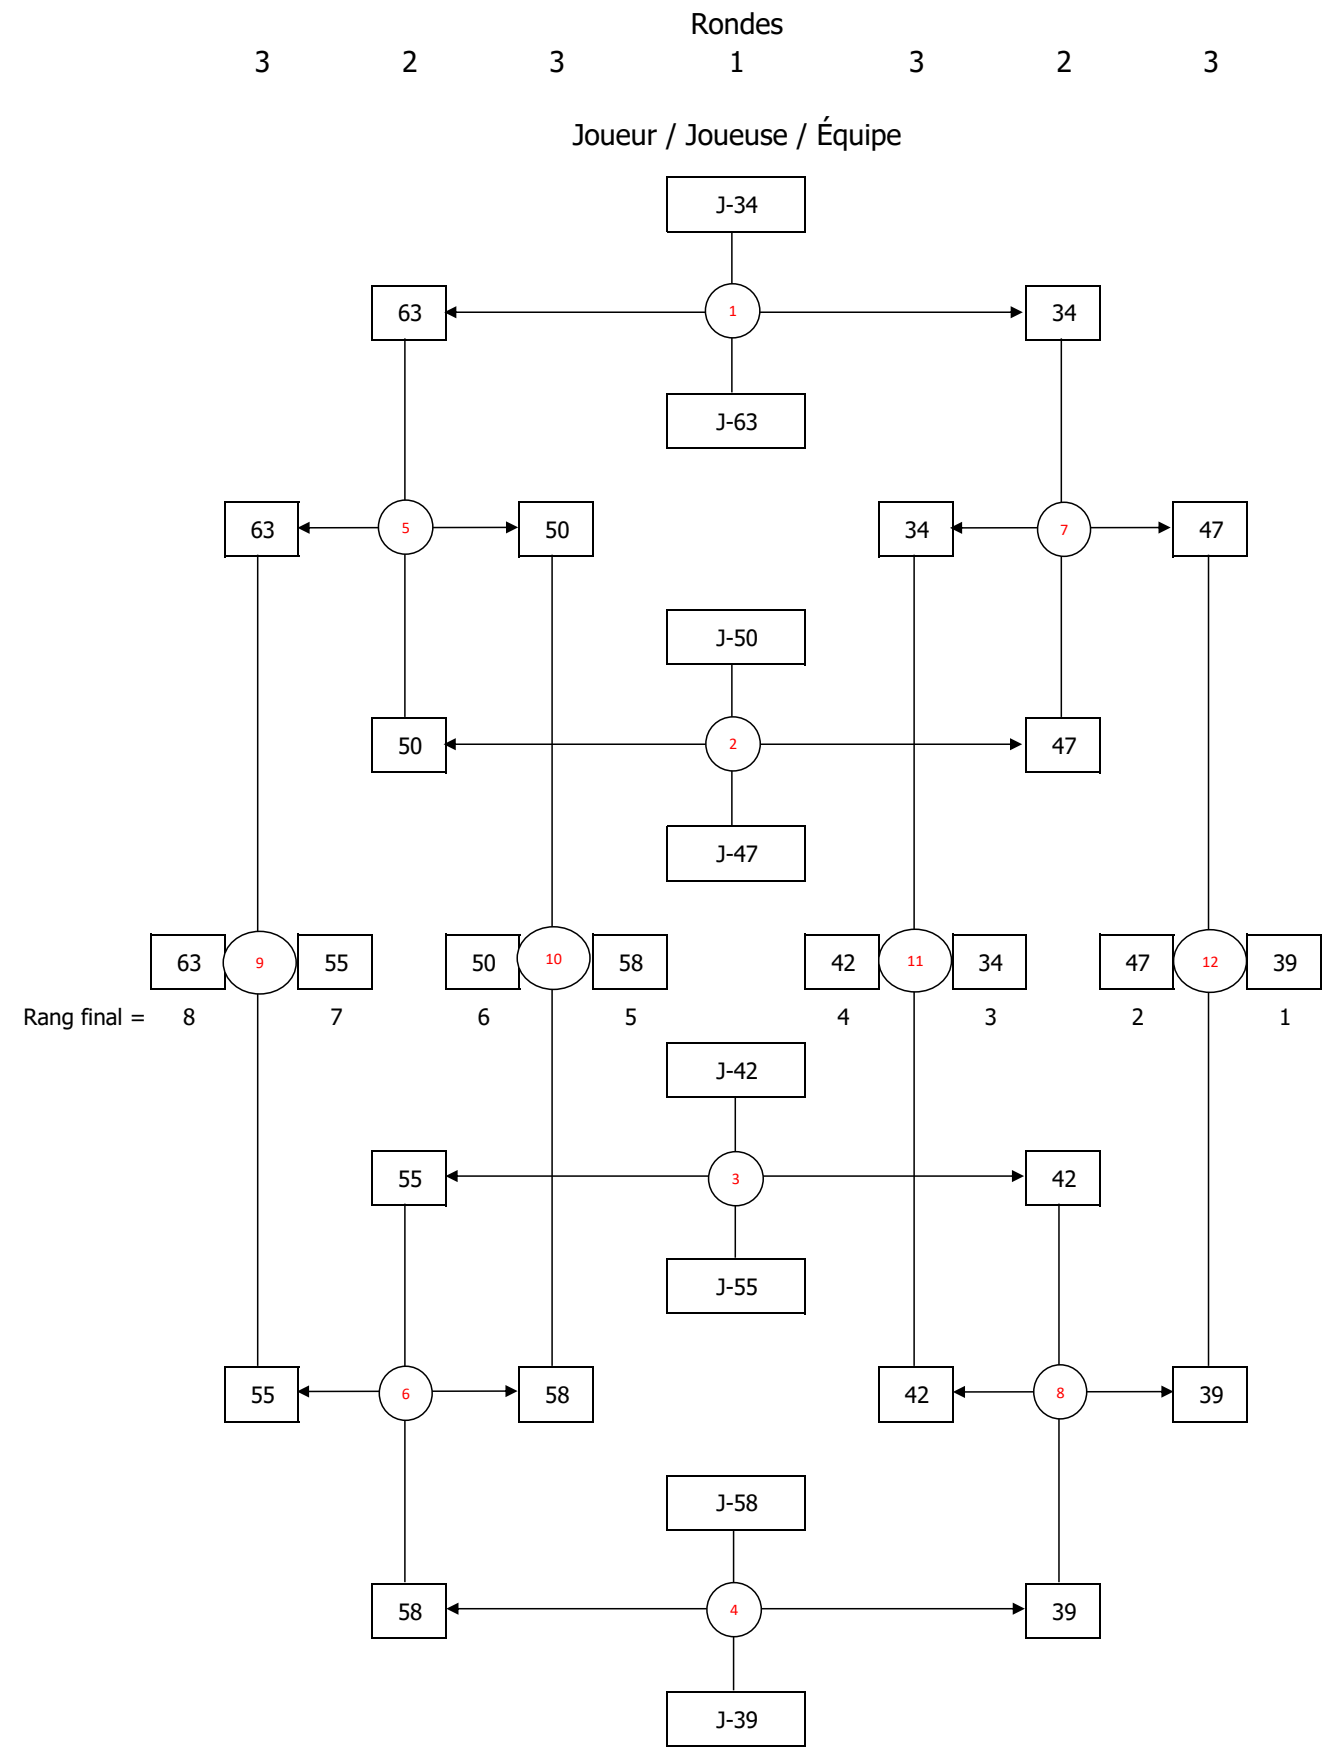 Rondes
3 2 3 1 3 2 3
Joueur / Joueuse / Équipe
J-34
63 1 34
J-63
63 5 50 34 7 47
J-50
50 2 47
J-47
63 9 55 50 10 58 42 11 34 47 12 39
Rang final = 8 7 6 5 4 3 2 1
J-42
55 3 42
J-55
55 6 58 42 8 39
J-58
58 4 39
J-39